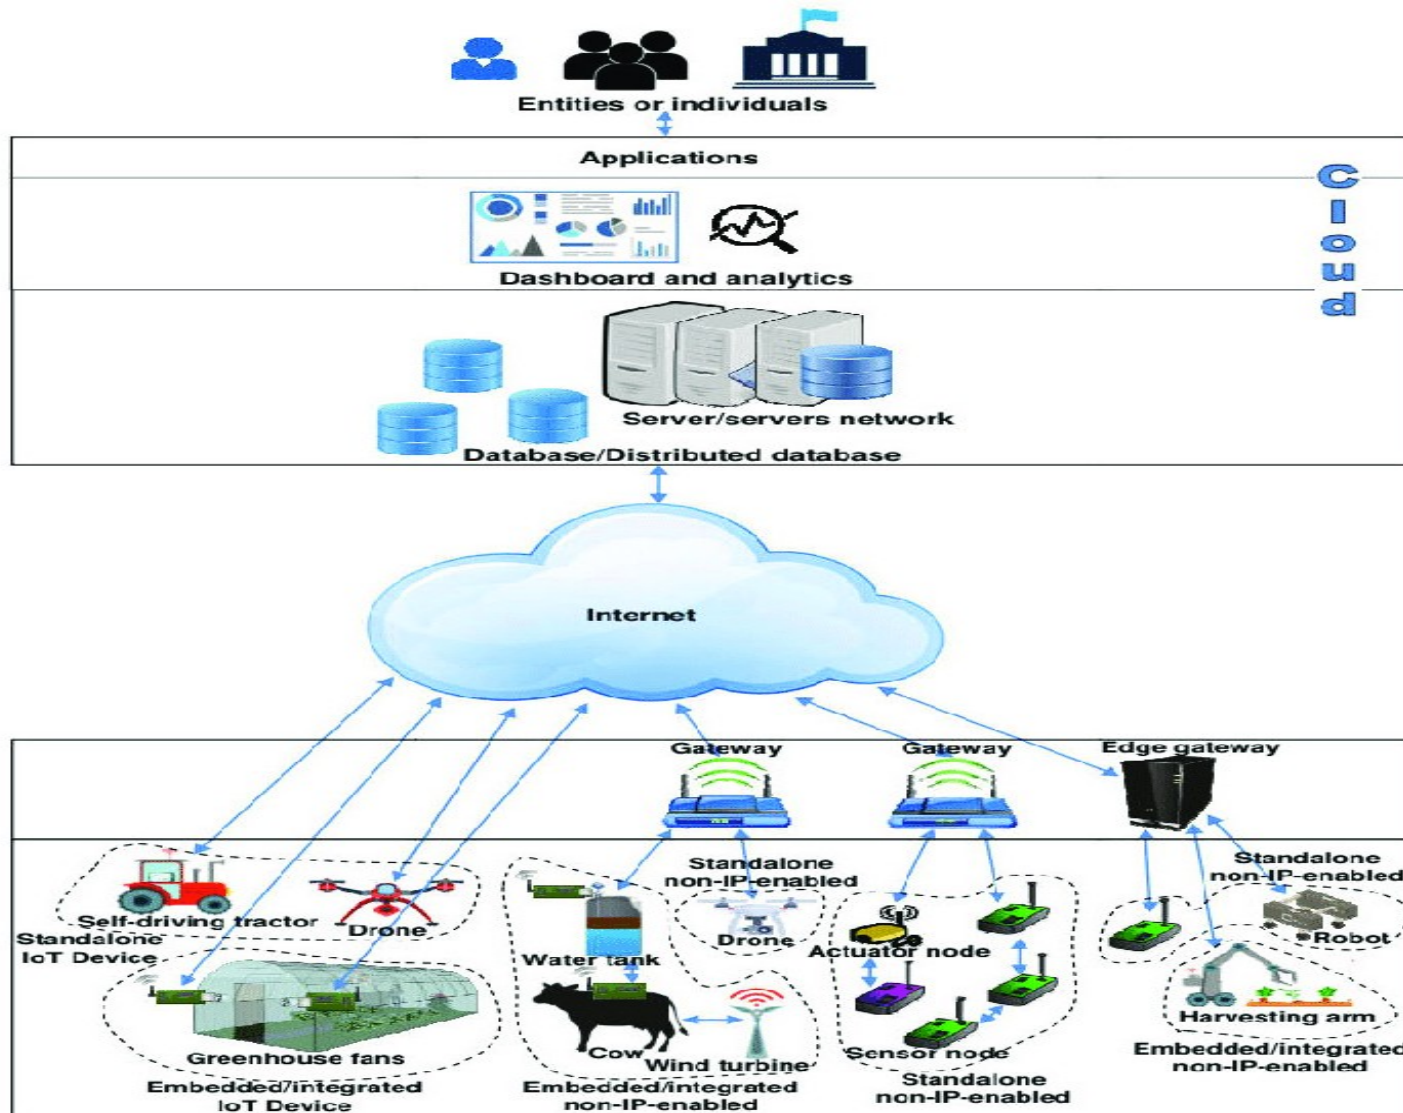 Entities or individuals
Applications
Cloud
Dashboard and analytics
Server/servers network
Database/Distributed database
Internet
Gateway
Gateway
Edge gateway
Self-driving tractor
Drone
Standalone
IoT Device
Greenhouse fans
Embedded/integrated
IoT Device
Standalone
non-IP-enabled
Drone
Water tank
Cow
Wind turbine
Embedded/integrated
non-IP-enabled
Actuator node
Sensor node
Standalone
non-IP-enabled
Standalone
non-IP-enabled
Robot
Harvesting arm
Embedded/integrated
non-IP-enabled